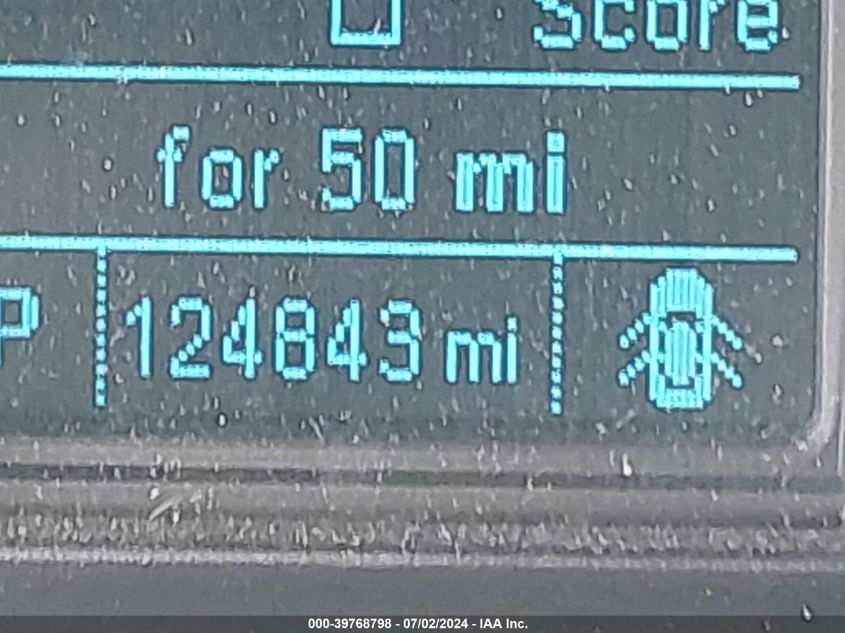 Score
for 50 mi
P 124843 mi
000-39768798 - 07/02/2024 - IAA Inc.